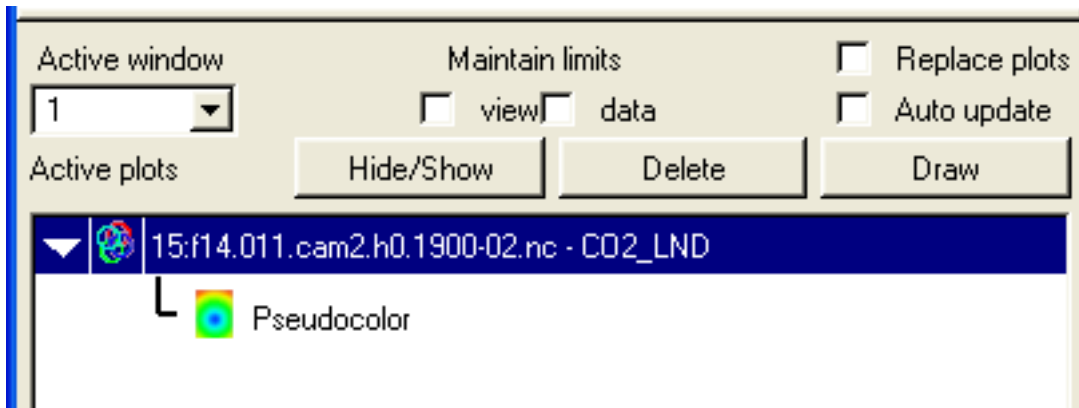 Active window Maintain limits Replace plots
1 view data Auto update
Active plots Hide/Show Delete Draw
15:f14.011.cam2.h0.1900-02.nc - CO2_LND
Pseudocolor